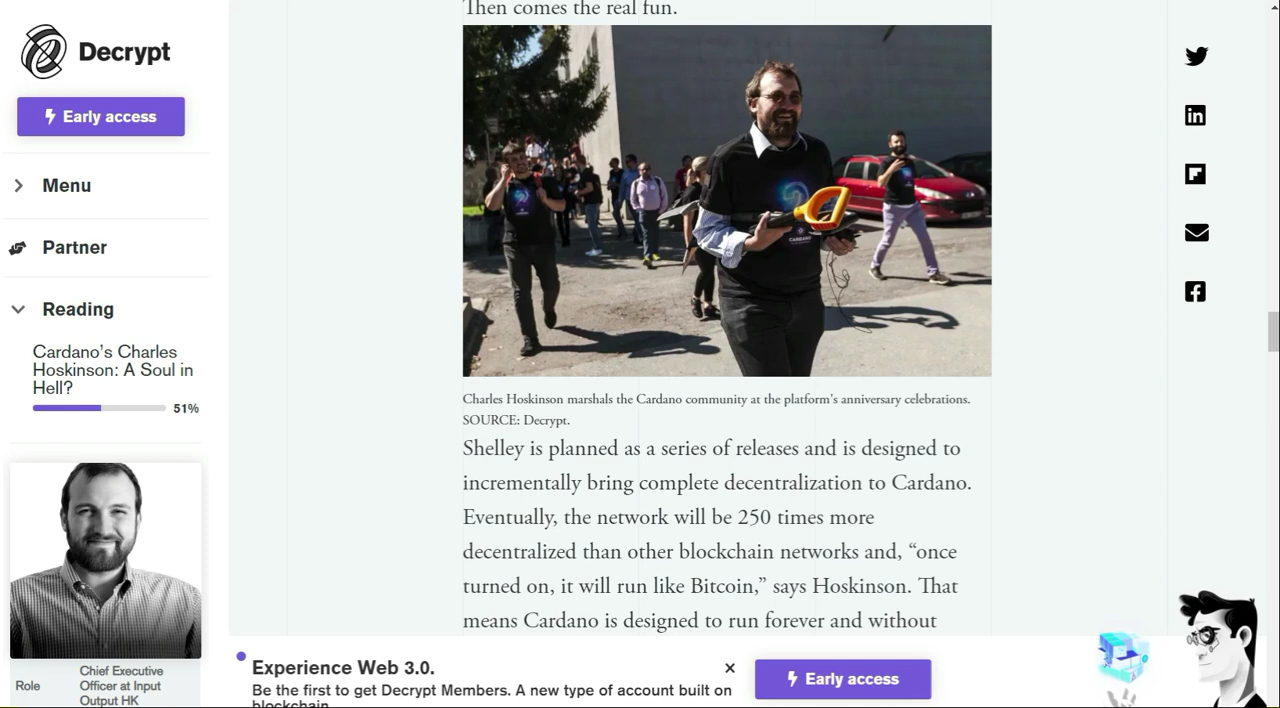 Decrypt
Early access
Menu
Partner
Reading
Cardano’s Charles
Hoskinson: A Soul in
Hell?
51%
Role
Chief Executive
Officer at Input
Output HK
Then comes the real fun.
CARDANO
Charles Hoskinson marshals the Cardano community at the platform's anniversary celebrations.
SOURCE: Decrypt.
Shelley is planned as a series of releases and is designed to
incrementally bring complete decentralization to Cardano.
Eventually, the network will be 250 times more
decentralized than other blockchain networks and, “once
turned on, it will run like Bitcoin,” says Hoskinson. That
means Cardano is designed to run forever and without
Experience Web 3.0.
Be the first to get Decrypt Members. A new type of account built on
blockchain
Early access